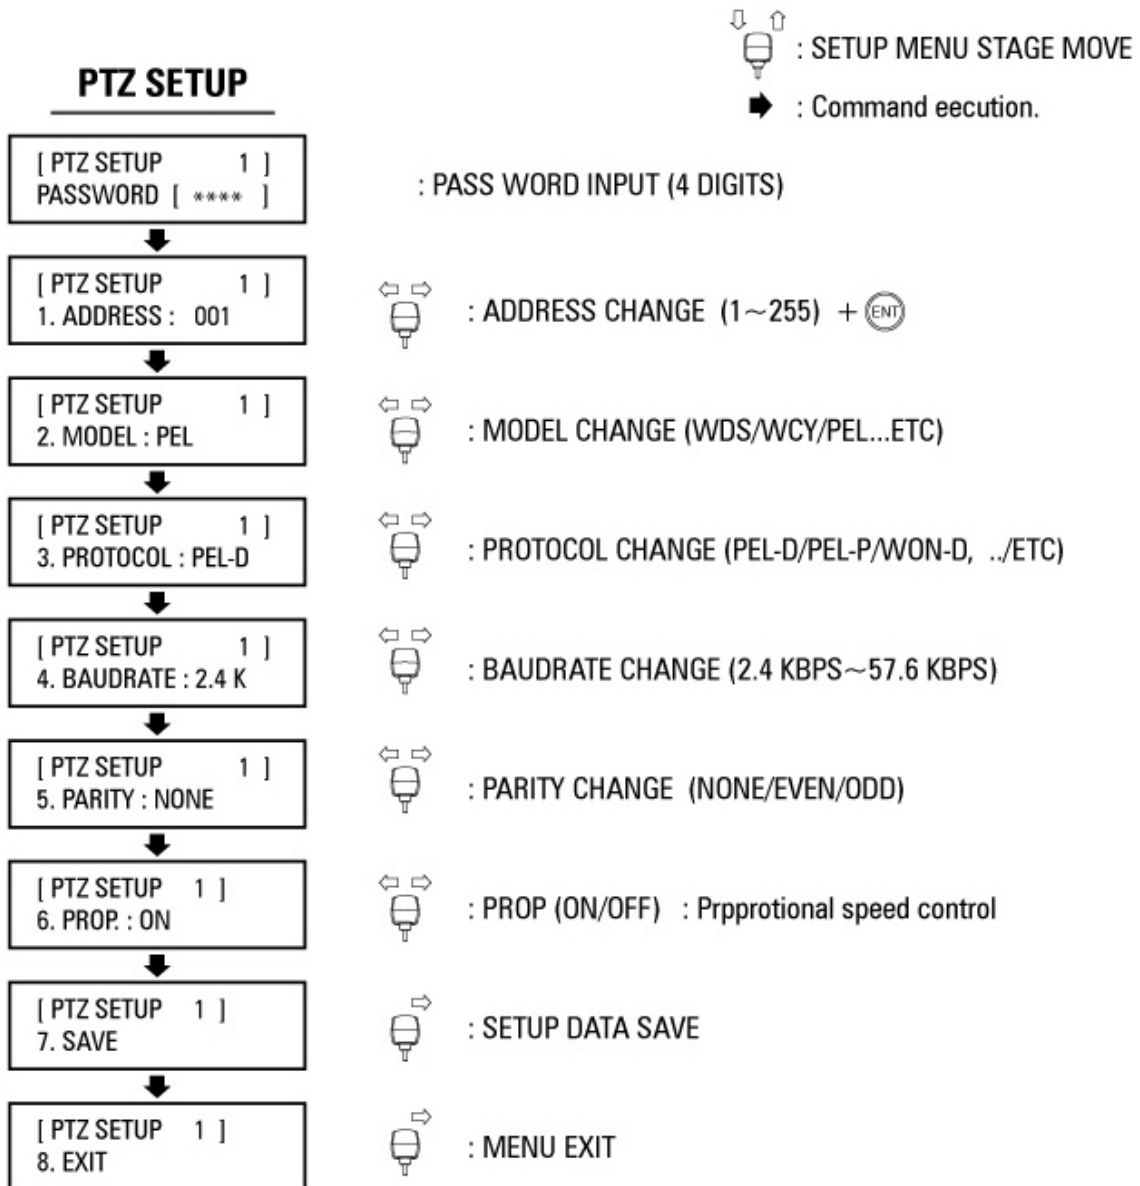 : SETUP MENU STAGE MOVE
PTZ SETUP
: Command eecution.
[ PTZ SETUP 1 ]
PASSWORD [ **** ]
: PASS WORD INPUT (4 DIGITS)
[ PTZ SETUP 1 ]
1. ADDRESS : 001
: ADDRESS CHANGE (1~255) + ENT
[ PTZ SETUP 1 ]
2. MODEL : PEL
: MODEL CHANGE (WDS/WCY/PEL...ETC)
[ PTZ SETUP 1 ]
3. PROTOCOL : PEL-D
: PROTOCOL CHANGE (PEL-D/PEL-P/WON-D, ../ETC)
[ PTZ SETUP 1 ]
4. BAUDRATE : 2.4 K
: BAUDRATE CHANGE (2.4 KBPS~57.6 KBPS)
[ PTZ SETUP 1 ]
5. PARITY : NONE
: PARITY CHANGE (NONE/EVEN/ODD)
[ PTZ SETUP 1 ]
6. PROP. : ON
: PROP (ON/OFF) : Prpprotional speed control
[ PTZ SETUP 1 ]
7. SAVE
: SETUP DATA SAVE
[ PTZ SETUP 1 ]
8. EXIT
: MENU EXIT